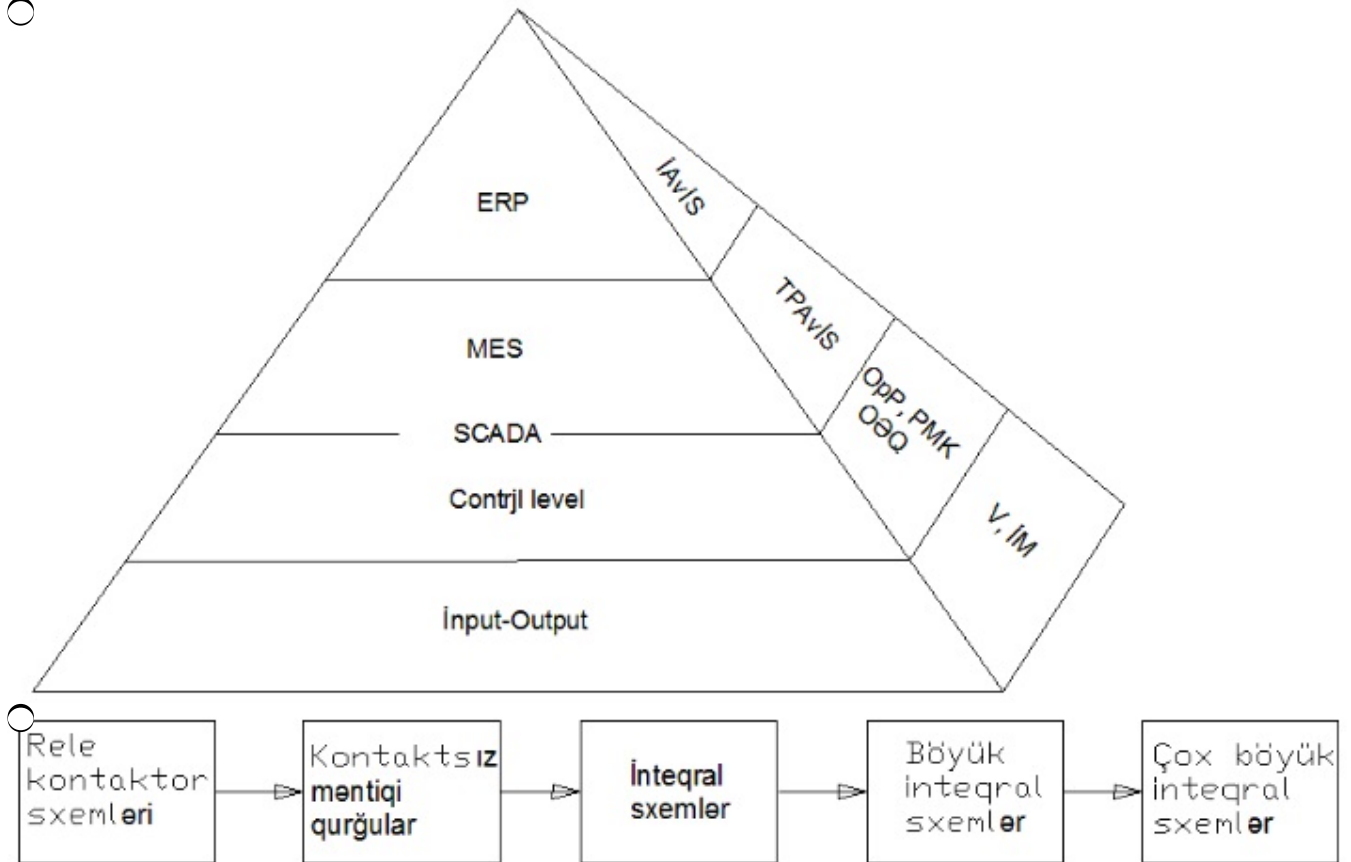 ERP
MES
SCADA
Contrjl level
İnput-Output
İAvİS
TPAvİS
OpP, PMK
OƏQ
V, İM
Rele
kontaktor
sxemləri
Kontaktsız
məntiqi
qurğular
İnteqral
sxemlər
Böyük
inteqral
sxemlər
Çox böyük
inteqral
sxemlər